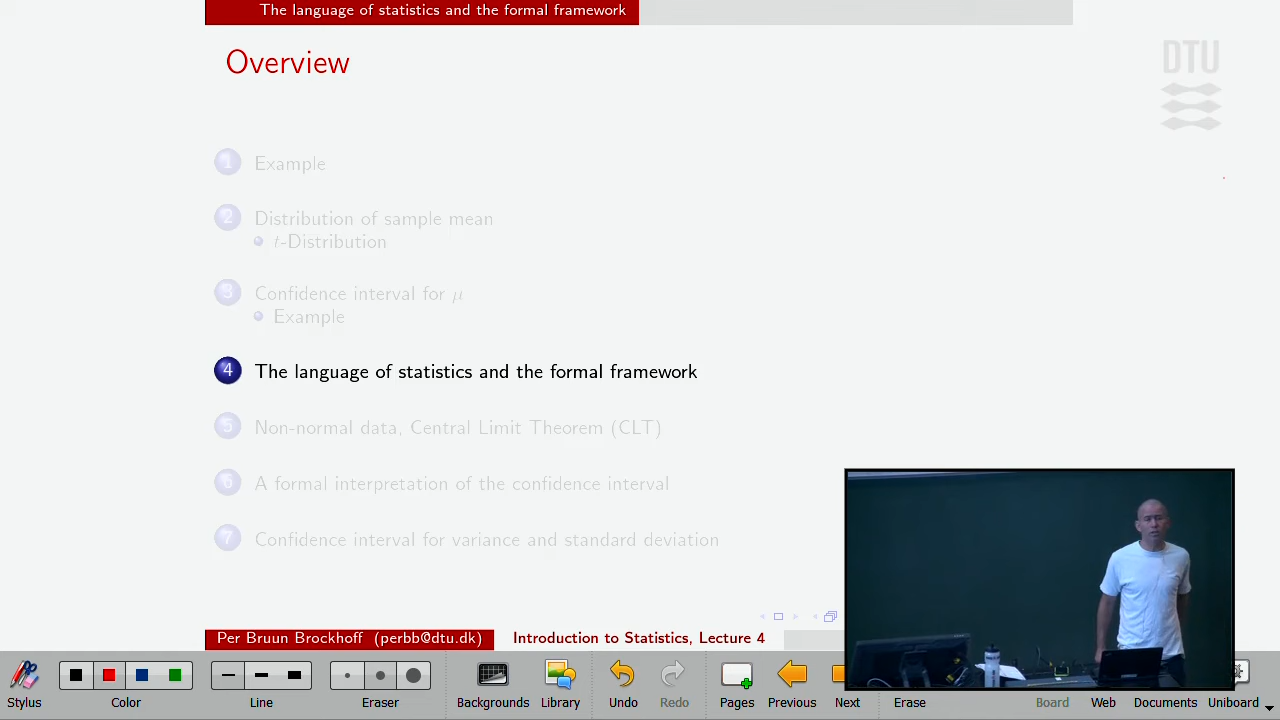 The language of statistics and the formal framework
Overview
DTU
1 Example
2 Distribution of sample mean
t-Distribution
3 Confidence interval for μ
Example
4 The language of statistics and the formal framework
5 Non-normal data, Central Limit Theorem (CLT)
6 A formal interpretation of the confidence interval
7 Confidence interval for variance and standard deviation
Per Bruun Brockhoff (perbb@dtu.dk) Introduction to Statistics, Lecture 4
Stylus Color Line Eraser Backgrounds Library Undo Redo Pages Previous Next Erase Board Web Documents Uniboard